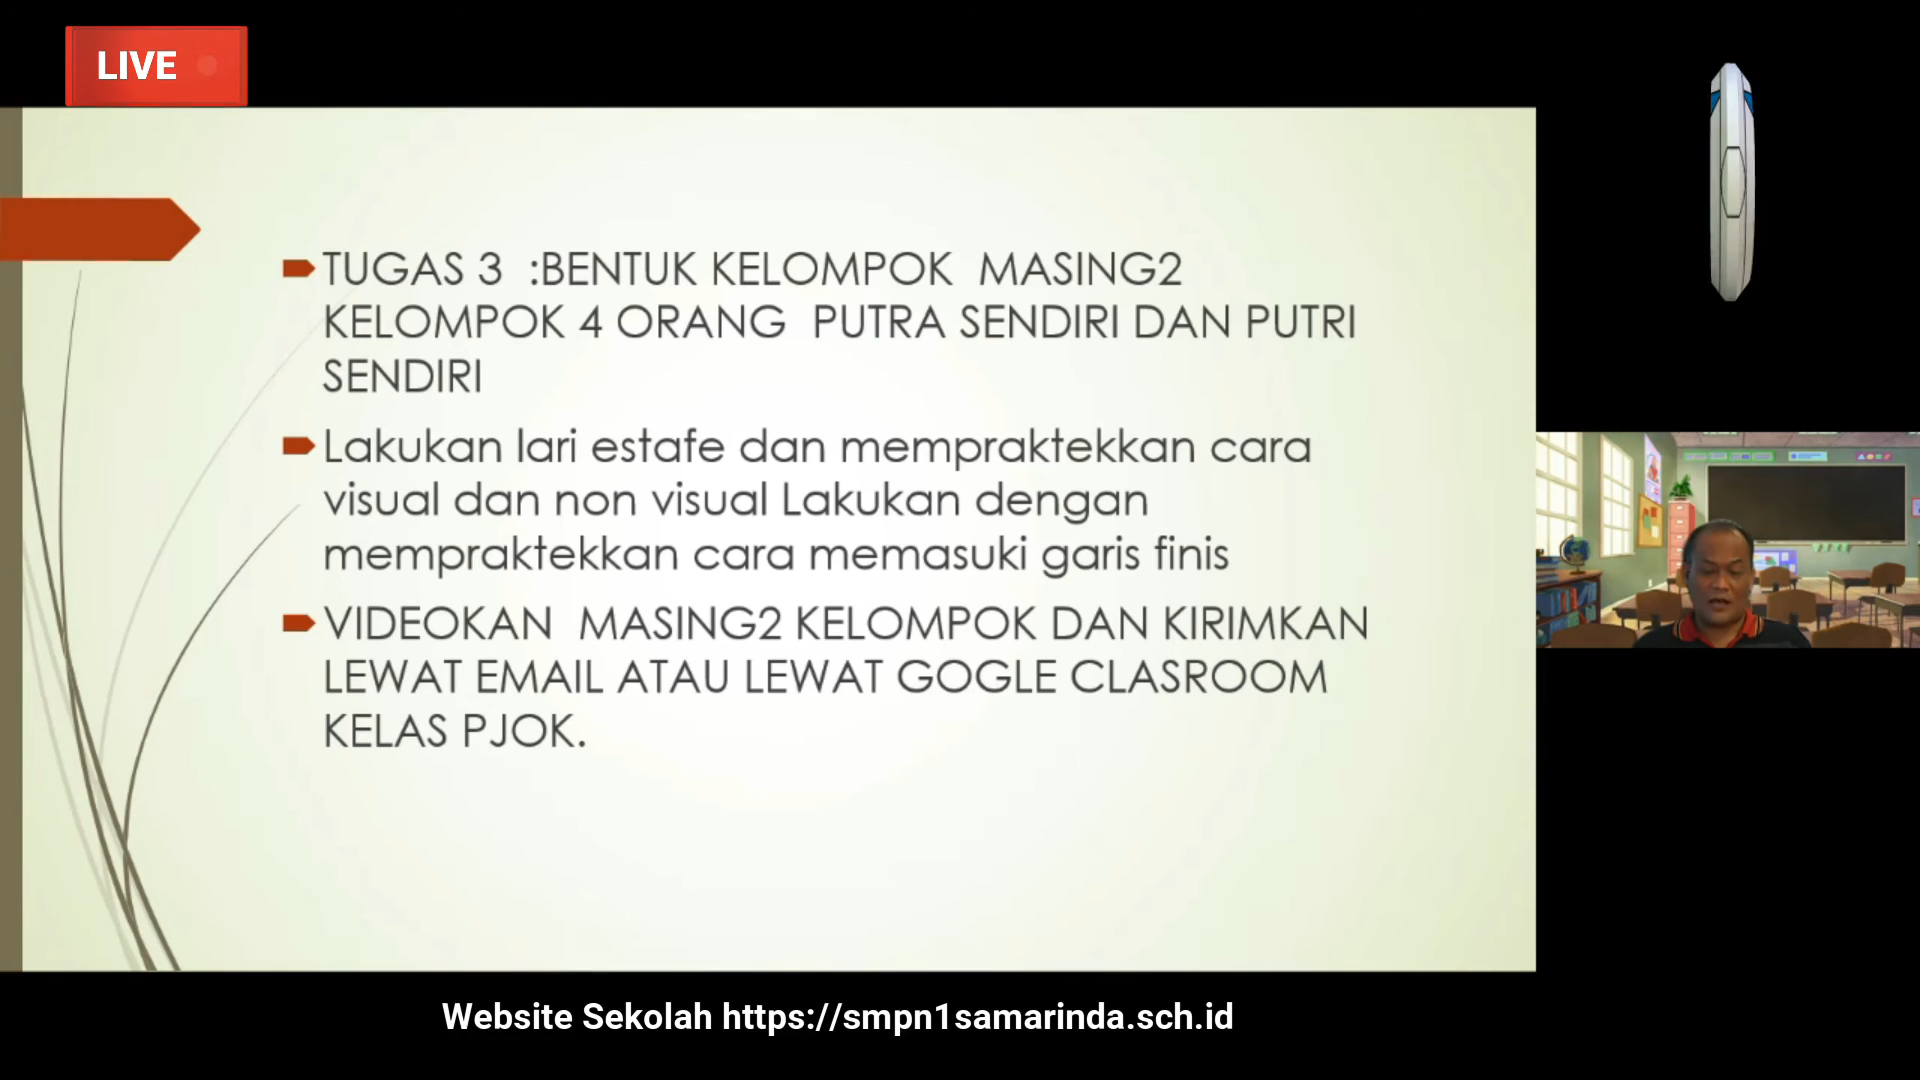 LIVE
TUGAS 3  :BENTUK KELOMPOK  MASING2
KELOMPOK 4 ORANG  PUTRA SENDIRI DAN PUTRI
SENDIRI
Lakukan lari estafe dan mempraktekkan cara
visual dan non visual Lakukan dengan
mempraktekkan cara memasuki garis finis
VIDEOKAN  MASING2 KELOMPOK DAN KIRIMKAN
LEWAT EMAIL ATAU LEWAT GOGLE CLASROOM
KELAS PJOK.
Website Sekolah https://smpn1samarinda.sch.id